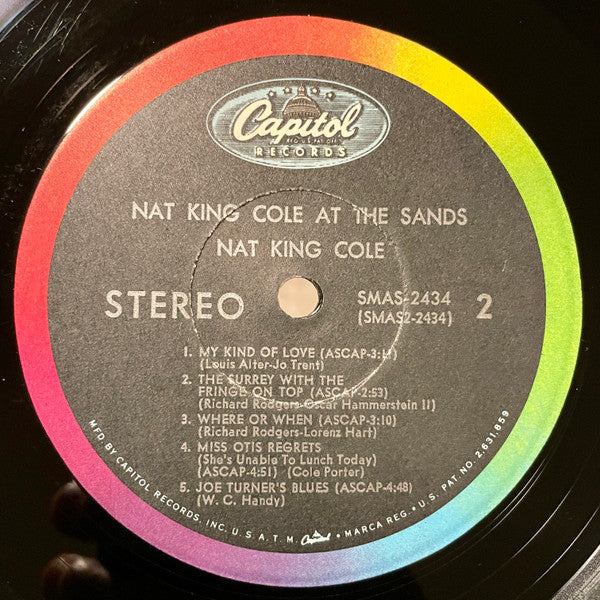 Capitol
REG. U.S. PAT. OFF.
RECORDS
NAT KING COLE AT THE SANDS
NAT KING COLE
STEREO
SMAS-2434
(SMAS2-2434)
2
1. MY KIND OF LOVE (ASCAP-3:11)
(Louis Alter-Jo Trent)
2. THE SURREY WITH THE
FRINGE ON TOP (ASCAP-2:53)
(Richard Rodgers-Oscar Hammerstein II)
3. WHERE OR WHEN (ASCAP-3:10)
(Richard Rodgers-Lorenz Hart)
4. MISS OTIS REGRETS
(She's Unable To Lunch Today)
(ASCAP-4:51) (Cole Porter)
5. JOE TURNER'S BLUES (ASCAP-4:48)
(W. C. Handy)
MFD. BY CAPITOL RECORDS, INC. U.S.A. T.M. Capitol • MARCA REG. • U.S. PAT. NO. 2,631,859